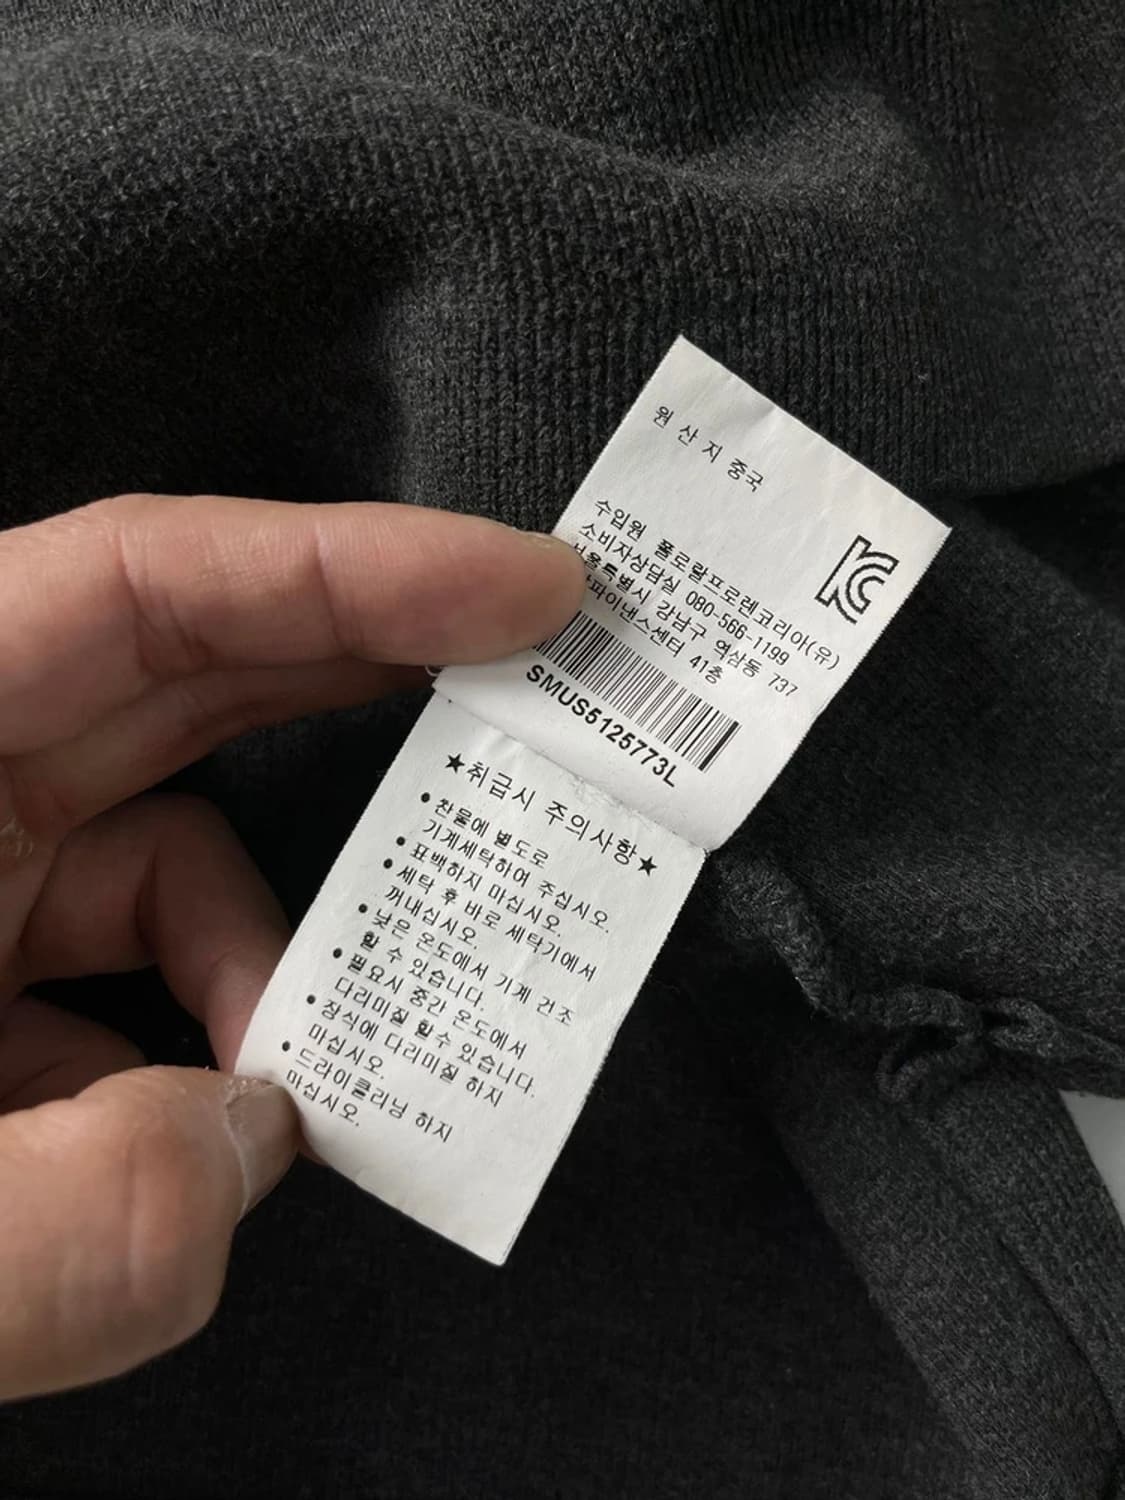 원 산 지 중국
수입원 폴로랄프로렌코리아(유)
소비자상담실 080-566-1199
서울특별시 강남구 역삼동 737
파이낸스센터 41층
KC
SMUS5125773L
★취급시 주의사항★
• 찬물에 별도로
기계세탁하여 주십시오.
• 표백하지 마십시오.
• 세탁 후 바로 세탁기에서
꺼내십시오.
• 낮은 온도에서 기계 건조
할 수 있습니다.
• 필요시 중간 온도에서
다리미질 할수 있습니다.
• 장식에 다리미질 하지
마십시오.
• 드라이클리닝 하지
마십시오.